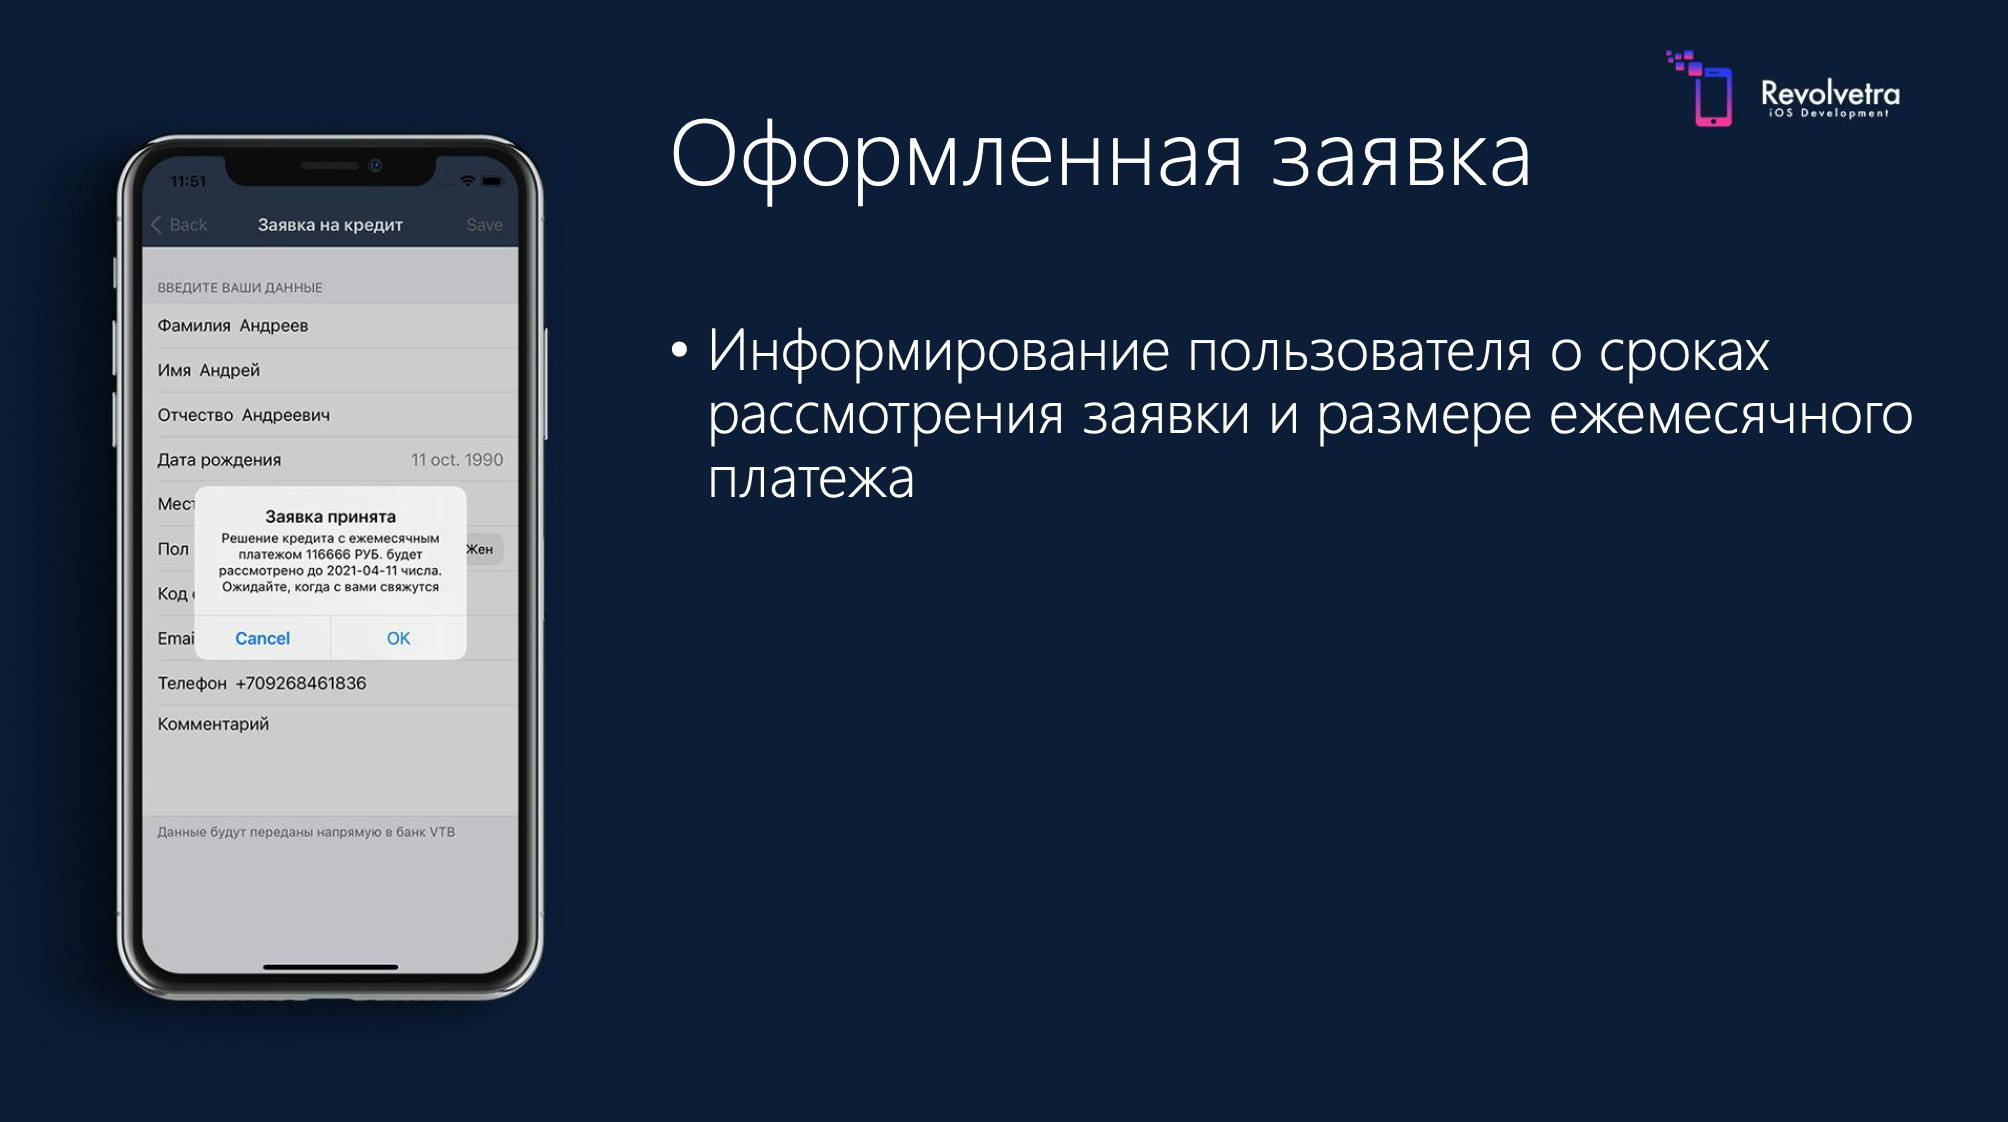 Revolvetra
iOS Development
Оформленная заявка
• Информирование пользователя о сроках
рассмотрения заявки и размере ежемесячного
платежа
11:51
Back Заявка на кредит Save
ВВЕДИТЕ ВАШИ ДАННЫЕ
Фамилия Андреев
Имя Андрей
Отчество Андреевич
Дата рождения 11 oct. 1990
Мест
Пол Жен
Код
Emai
Заявка принята
Решение кредита с ежемесячным
платежом 116666 РУБ. будет
рассмотрено до 2021-04-11 числа.
Ожидайте, когда с вами свяжутся
Cancel OK
Телефон +709268461836
Комментарий
Данные будут переданы напрямую в банк VTB